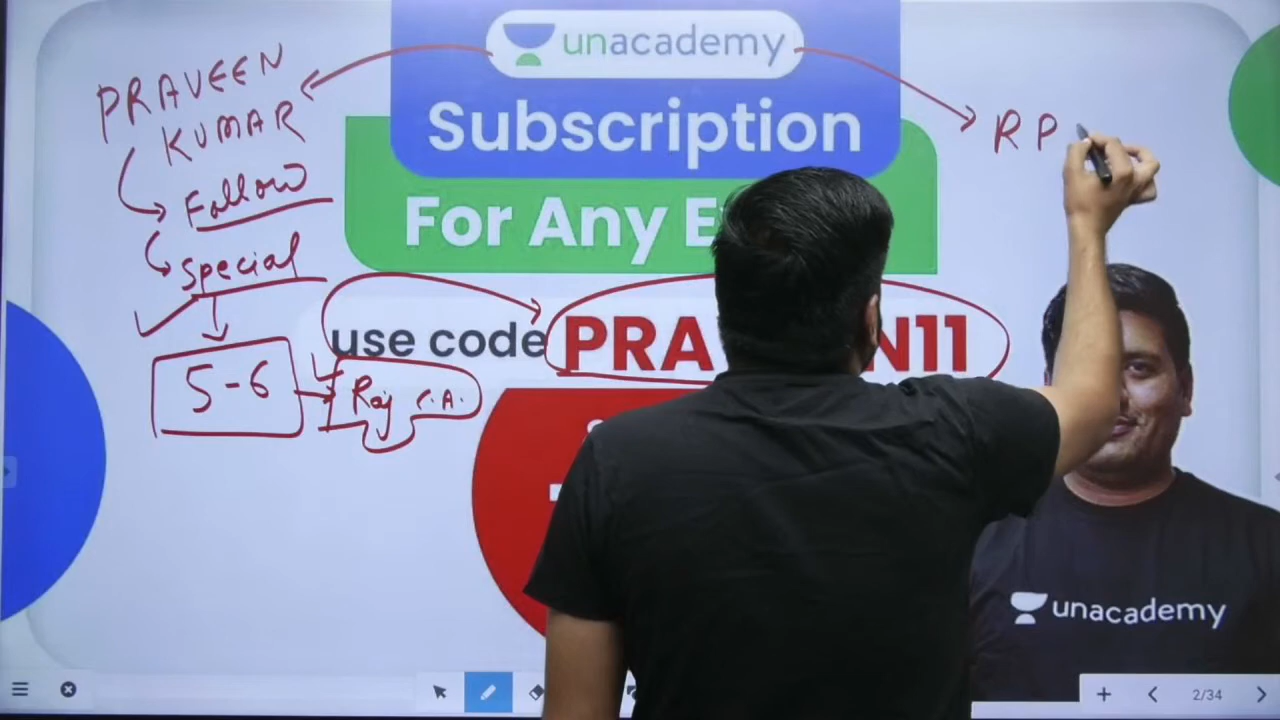 unacademy
Subscription
For Any
use code PRA N11
PRAVEEN
KUMAR
Follow
Special
5-6
Raj C.A.
RP
unacademy
2/34